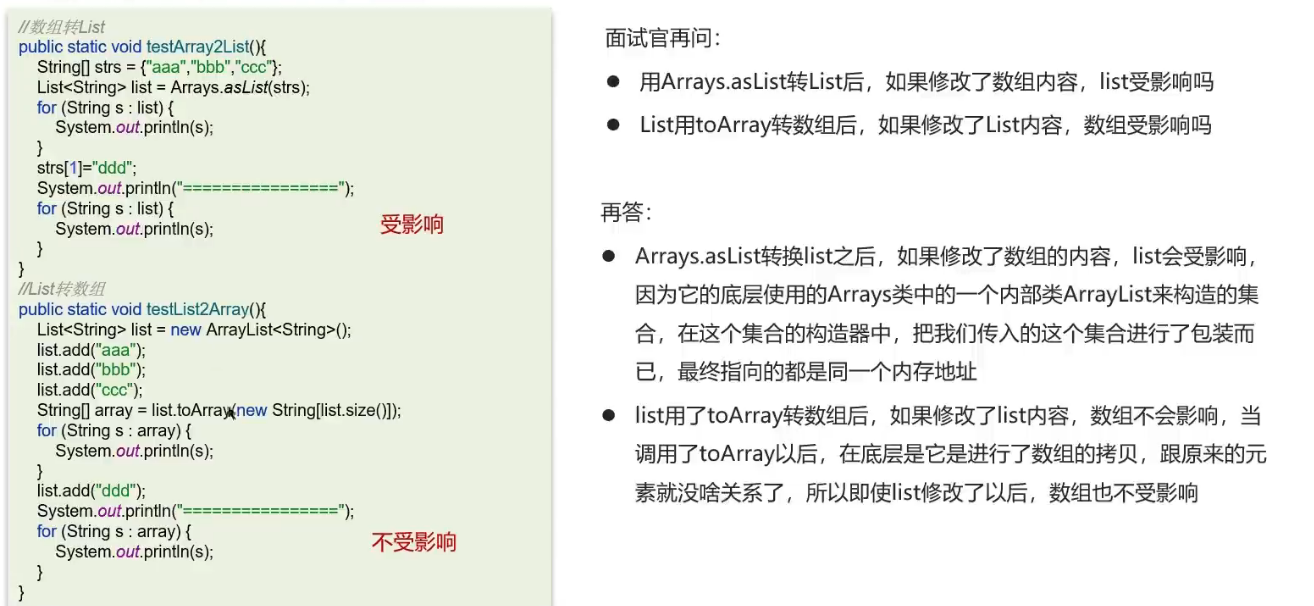 //数组转List
public static void testArray2List(){
String[] strs = {"aaa","bbb","ccc"};
List<String> list = Arrays.asList(strs);
for (String s : list) {
System.out.println(s);
}
strs[1]="ddd";
System.out.println("================");
for (String s : list) {
System.out.println(s);
}
}
受影响
//List转数组
public static void testList2Array(){
List<String> list = new ArrayList<String>();
list.add("aaa");
list.add("bbb");
list.add("ccc");
String[] array = list.toArray(new String[list.size()]);
for (String s : array) {
System.out.println(s);
}
list.add("ddd");
System.out.println("================");
for (String s : array) {
System.out.println(s);
}
}
不受影响
面试官再问：
● 用Arrays.asList转List后，如果修改了数组内容，list受影响吗
● List用toArray转数组后，如果修改了List内容，数组受影响吗
再答：
● Arrays.asList转换list之后，如果修改了数组的内容，list会受影响，
因为它的底层使用的Arrays类中的一个内部类ArrayList来构造的集
合，在这个集合的构造器中，把我们传入的这个集合进行了包装而
已，最终指向的都是同一个内存地址
● list用了toArray转数组后，如果修改了list内容，数组不会影响，当
调用了toArray以后，在底层是它是进行了数组的拷贝，跟原来的元
素就没啥关系了，所以即使list修改了以后，数组也不受影响